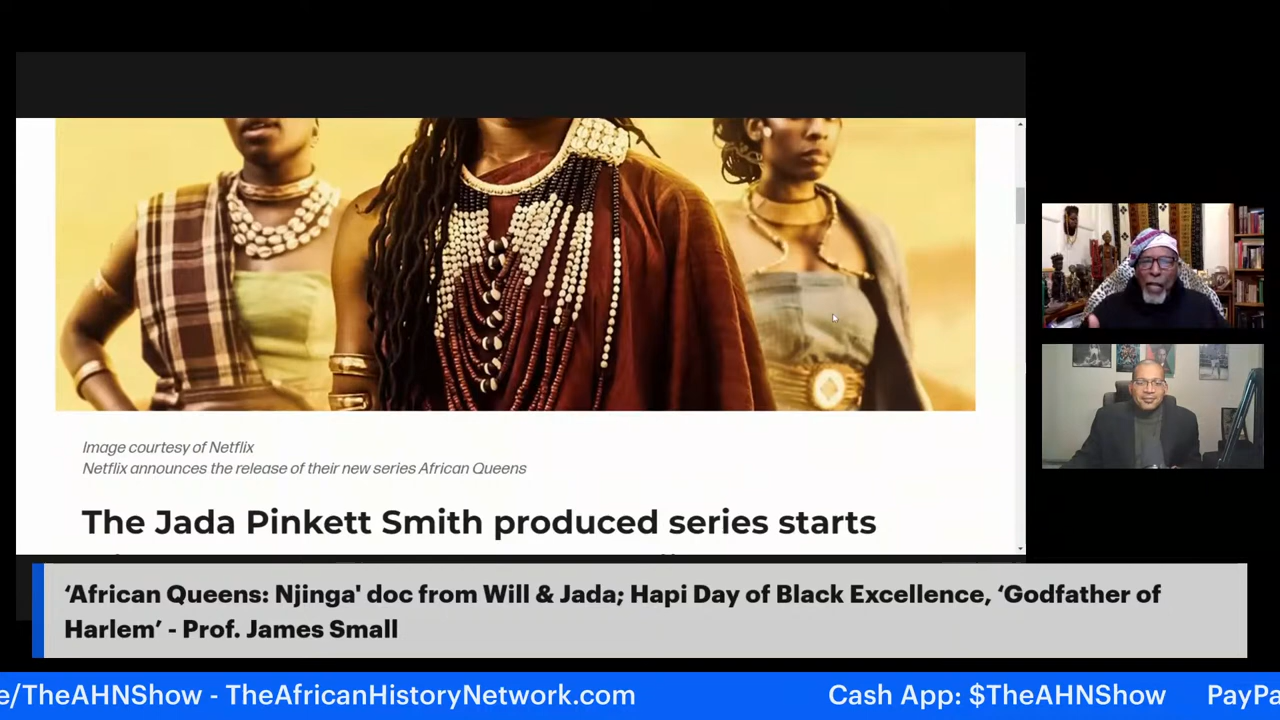 Image courtesy of Netflix
Netflix announces the release of their new series African Queens
The Jada Pinkett Smith produced series starts
‘African Queens: Njinga' doc from Will & Jada; Hapi Day of Black Excellence, ‘Godfather of
Harlem’ - Prof. James Small
e/TheAHNShow - TheAfricanHistoryNetwork.com
Cash App: $TheAHNShow
PayPa